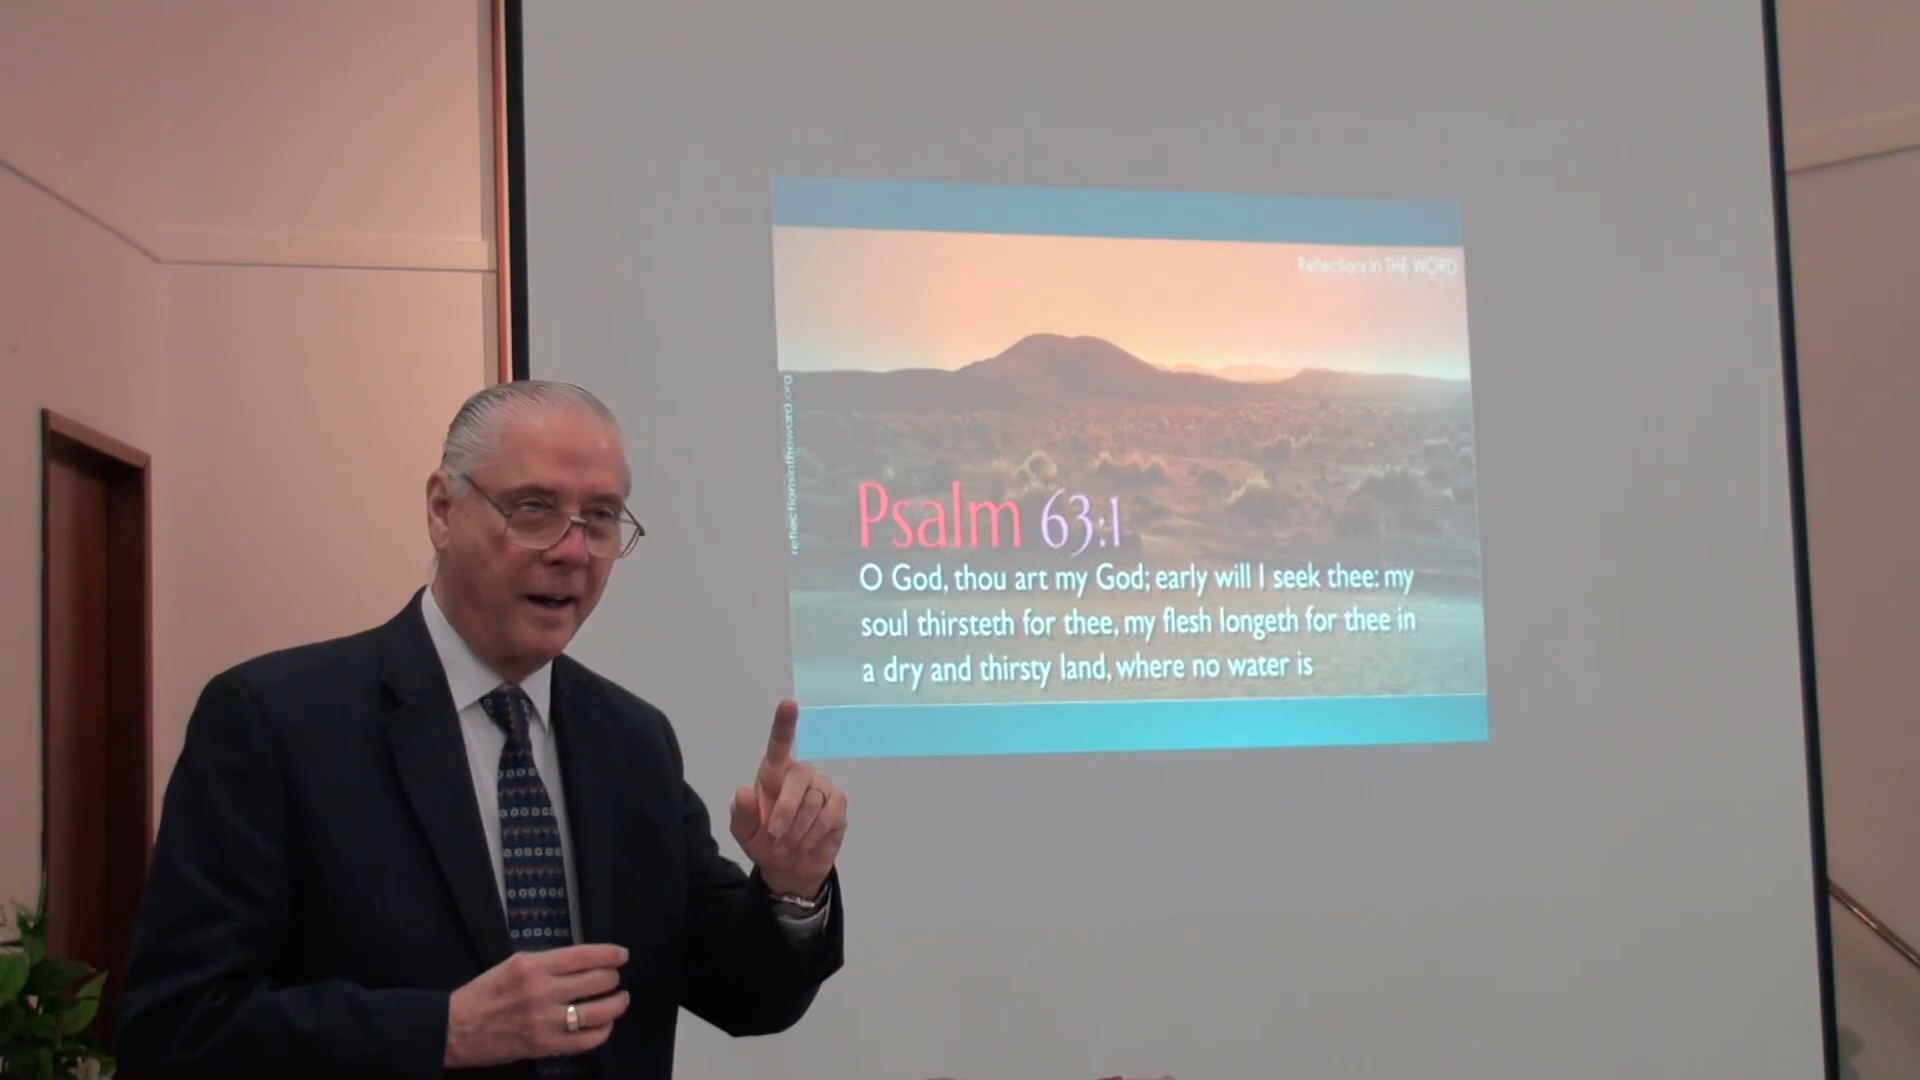 Reflections in THE WORD
reflectionsintheword.org
Psalm 63:1
O God, thou art my God; early will I seek thee: my
soul thirsteth for thee, my flesh longeth for thee in
a dry and thirsty land, where no water is